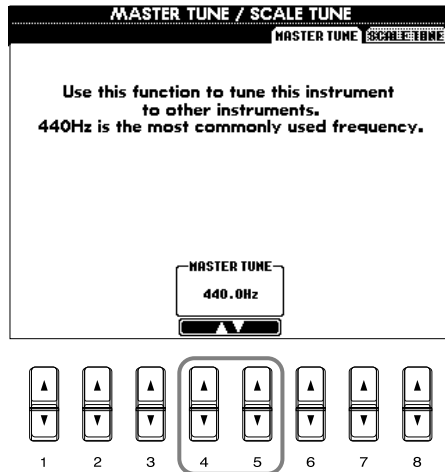 MASTER TUNE / SCALE TUNE
MASTER TUNE SCALE TUNE
Use this function to tune this instrument
to other instruments.
440Hz is the most commonly used frequency.
MASTER TUNE
440.0Hz
1 2 3 4 5 6 7 8